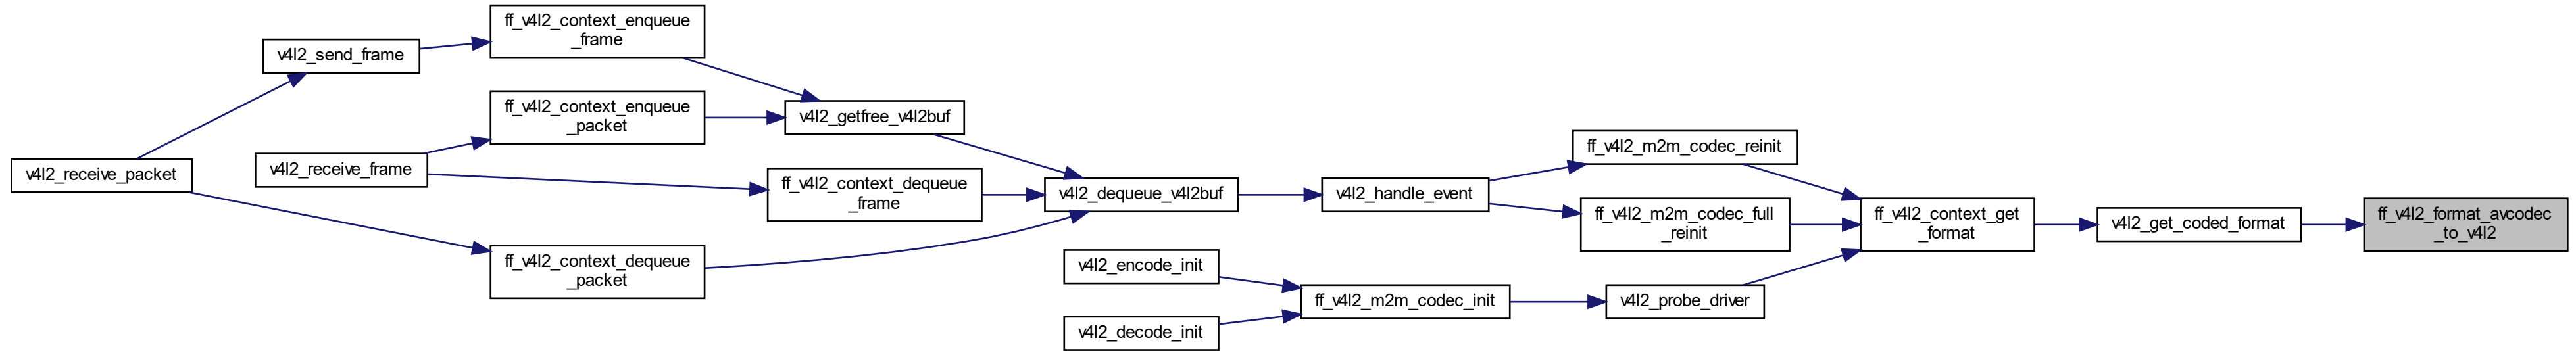 ff_v4l2_context_enqueue
_frame
v4l2_send_frame
ff_v4l2_context_enqueue
_packet
v4l2_getfree_v4l2buf
v4l2_receive_packet
v4l2_receive_frame
ff_v4l2_context_dequeue
_frame
ff_v4l2_context_dequeue
_packet
v4l2_dequeue_v4l2buf
v4l2_handle_event
ff_v4l2_m2m_codec_reinit
ff_v4l2_m2m_codec_full
_reinit
v4l2_encode_init
v4l2_decode_init
ff_v4l2_m2m_codec_init
v4l2_probe_driver
ff_v4l2_context_get
_format
v4l2_get_coded_format
ff_v4l2_format_avcodec
_to_v4l2